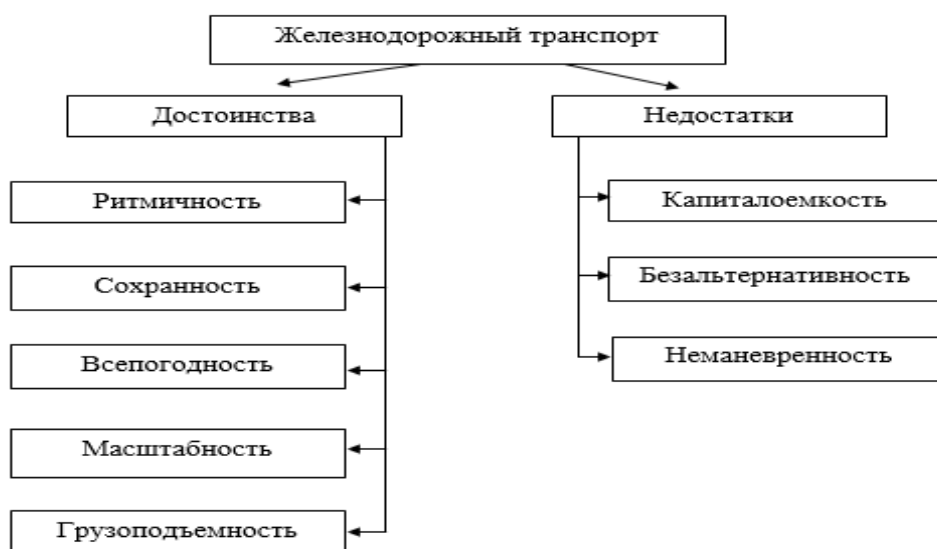 Железнодорожный транспорт
Достоинства
Недостатки
Ритмичность
Сохранность
Всепогодность
Масштабность
Грузоподъемность
Капиталоемкость
Безальтернативность
Неманевренность